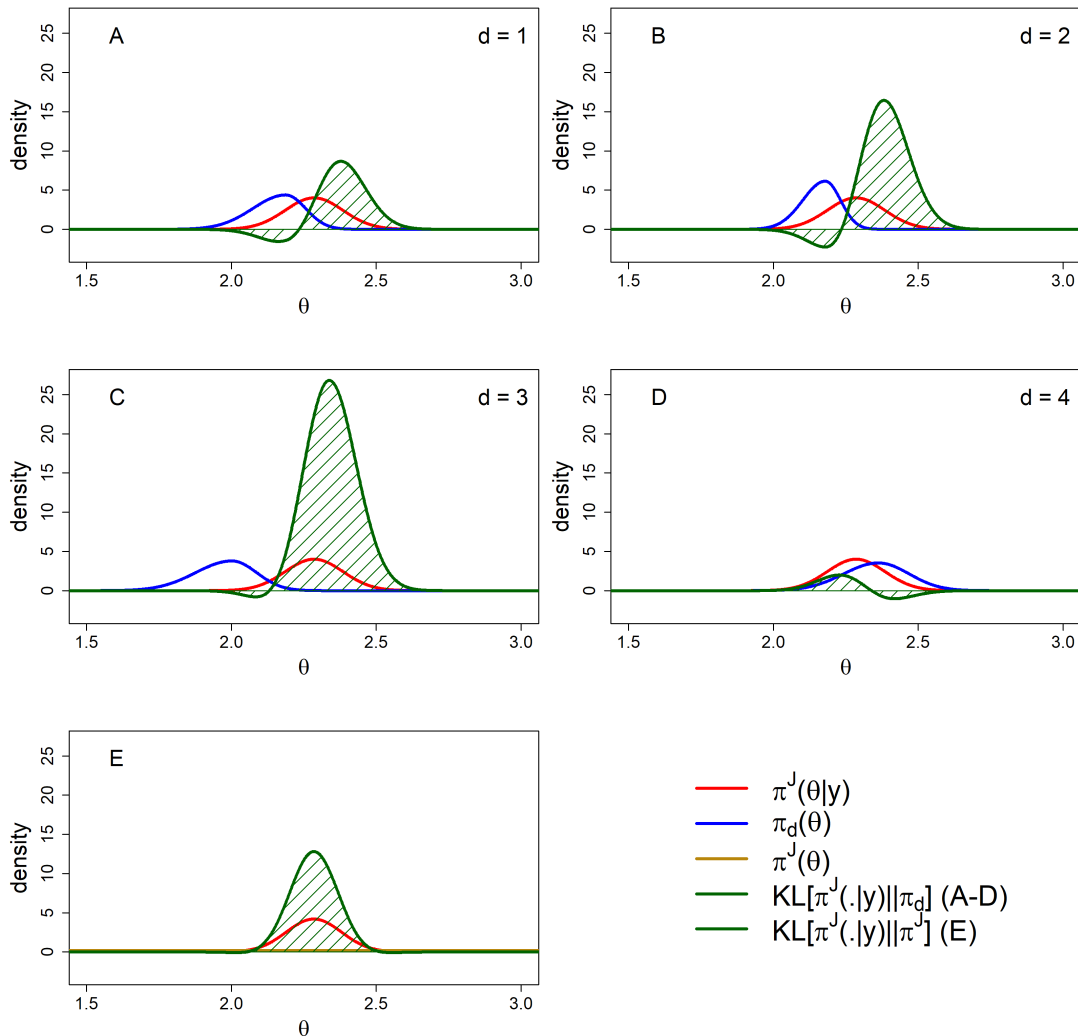 A
d = 1
density
0 5 10 15 20 25
1.5 2.0 2.5 3.0
θ
B
d = 2
density
0 5 10 15 20 25
1.5 2.0 2.5 3.0
θ
C
d = 3
density
0 5 10 15 20 25
1.5 2.0 2.5 3.0
θ
D
d = 4
density
0 5 10 15 20 25
1.5 2.0 2.5 3.0
θ
E
density
0 5 10 15 20 25
1.5 2.0 2.5 3.0
θ
π^J(θ|y)
π_d(θ)
π^J(θ)
KL[π^J(.|y)||π_d] (A-D)
KL[π^J(.|y)||π^J] (E)